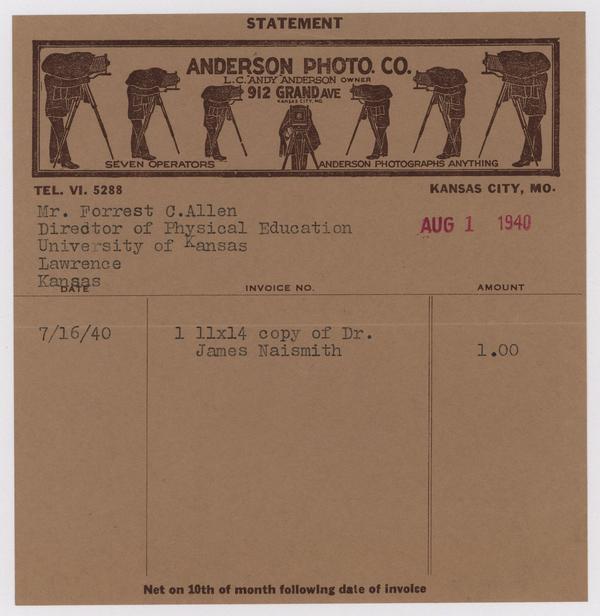 STATEMENT
ANDERSON PHOTO. CO.
L.C. "ANDY" ANDERSON OWNER
912 GRAND AVE
KANSAS CITY, MO.
SEVEN OPERATORS
ANDERSON PHOTOGRAPHS ANYTHING
TEL. VI. 5288
KANSAS CITY, MO.
Mr. Forrest C.Allen
Director of Physical Education
University of Kansas
Lawrence
Kansas
AUG 1 1940
DATE
INVOICE NO.
AMOUNT
7/16/40
1 11x14 copy of Dr.
James Naismith
1.00
Net on 10th of month following date of invoice